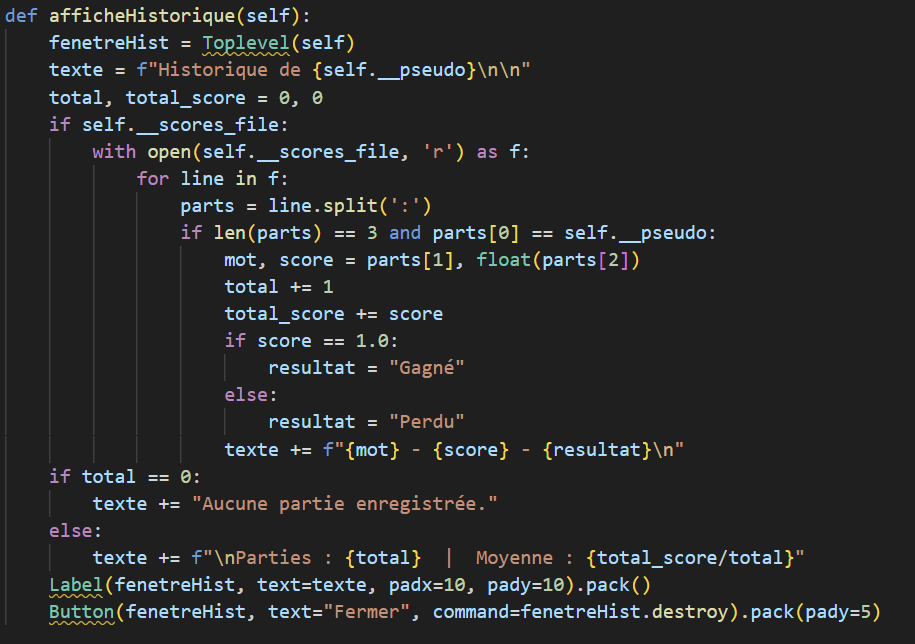 def afficheHistorique(self):
    fenetreHist = Toplevel(self)
    texte = f"Historique de {self.__pseudo}\n\n"
    total, total_score = 0, 0
    if self.__scores_file:
        with open(self.__scores_file, 'r') as f:
            for line in f:
                parts = line.split(':')
                if len(parts) == 3 and parts[0] == self.__pseudo:
                    mot, score = parts[1], float(parts[2])
                    total += 1
                    total_score += score
                    if score == 1.0:
                        resultat = "Gagné"
                    else:
                        resultat = "Perdu"
                    texte += f"{mot} - {score} - {resultat}\n"
    if total == 0:
        texte += "Aucune partie enregistrée."
    else:
        texte += f"\nParties : {total}  |  Moyenne : {total_score/total}"
    Label(fenetreHist, text=texte, padx=10, pady=10).pack()
    Button(fenetreHist, text="Fermer", command=fenetreHist.destroy).pack(pady=5)